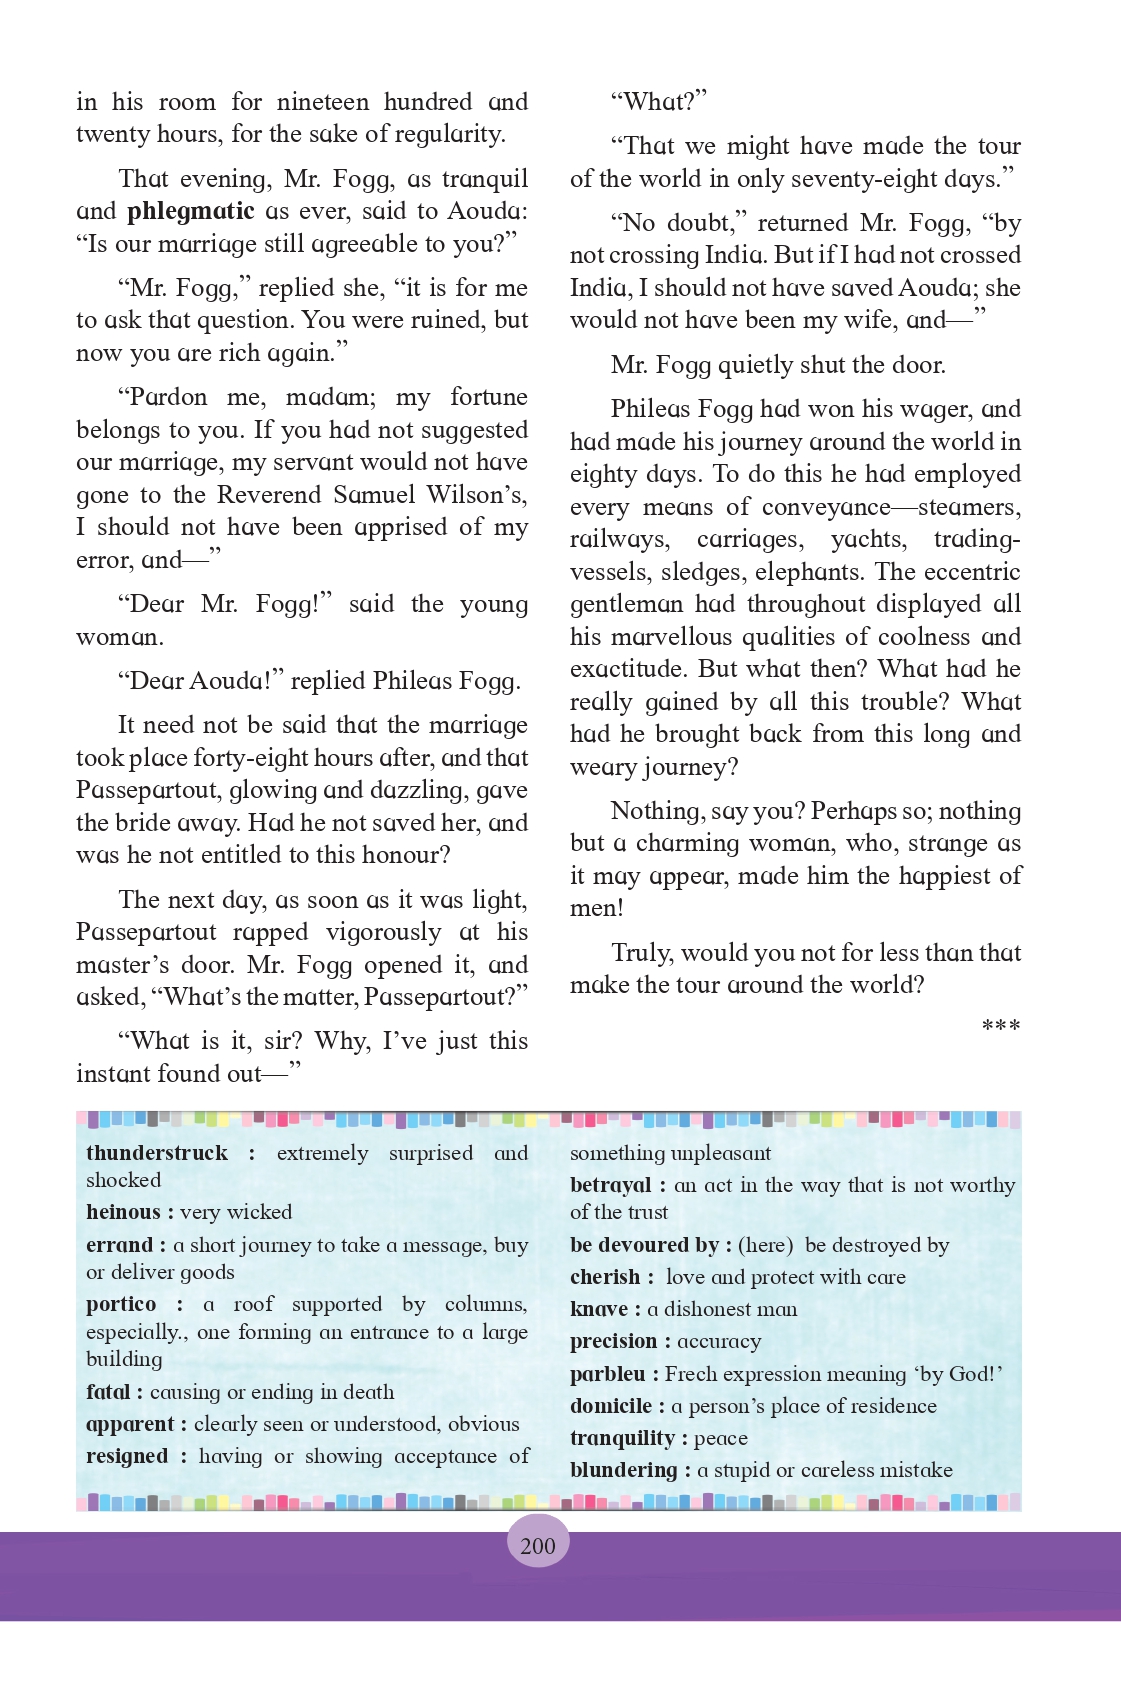 in his room for nineteen hundred and
twenty hours, for the sake of regularity.
That evening, Mr. Fogg, as tranquil
and phlegmatic as ever, said to Aouda:
“Is our marriage still agreeable to you?”
“Mr. Fogg,” replied she, “it is for me
to ask that question. You were ruined, but
now you are rich again.”
“Pardon me, madam; my fortune
belongs to you. If you had not suggested
our marriage, my servant would not have
gone to the Reverend Samuel Wilson’s,
I should not have been apprised of my
error, and—”
“Dear Mr. Fogg!” said the young
woman.
“Dear Aouda!” replied Phileas Fogg.
It need not be said that the marriage
took place forty-eight hours after, and that
Passepartout, glowing and dazzling, gave
the bride away. Had he not saved her, and
was he not entitled to this honour?
The next day, as soon as it was light,
Passepartout rapped vigorously at his
master’s door. Mr. Fogg opened it, and
asked, “What’s the matter, Passepartout?”
“What is it, sir? Why, I’ve just this
instant found out—”
“What?”
“That we might have made the tour
of the world in only seventy-eight days.”
“No doubt,” returned Mr. Fogg, “by
not crossing India. But if I had not crossed
India, I should not have saved Aouda; she
would not have been my wife, and—”
Mr. Fogg quietly shut the door.
Phileas Fogg had won his wager, and
had made his journey around the world in
eighty days. To do this he had employed
every means of conveyance—steamers,
railways, carriages, yachts, trading-
vessels, sledges, elephants. The eccentric
gentleman had throughout displayed all
his marvellous qualities of coolness and
exactitude. But what then? What had he
really gained by all this trouble? What
had he brought back from this long and
weary journey?
Nothing, say you? Perhaps so; nothing
but a charming woman, who, strange as
it may appear, made him the happiest of
men!
Truly, would you not for less than that
make the tour around the world?
***
thunderstruck : extremely surprised and
shocked
heinous : very wicked
errand : a short journey to take a message, buy
or deliver goods
portico : a roof supported by columns,
especially., one forming an entrance to a large
building
fatal : causing or ending in death
apparent : clearly seen or understood, obvious
resigned : having or showing acceptance of
something unpleasant
betrayal : an act in the way that is not worthy
of the trust
be devoured by : (here) be destroyed by
cherish : love and protect with care
knave : a dishonest man
precision : accuracy
parbleu : Frech expression meaning ‘by God!’
domicile : a person’s place of residence
tranquility : peace
blundering : a stupid or careless mistake
200